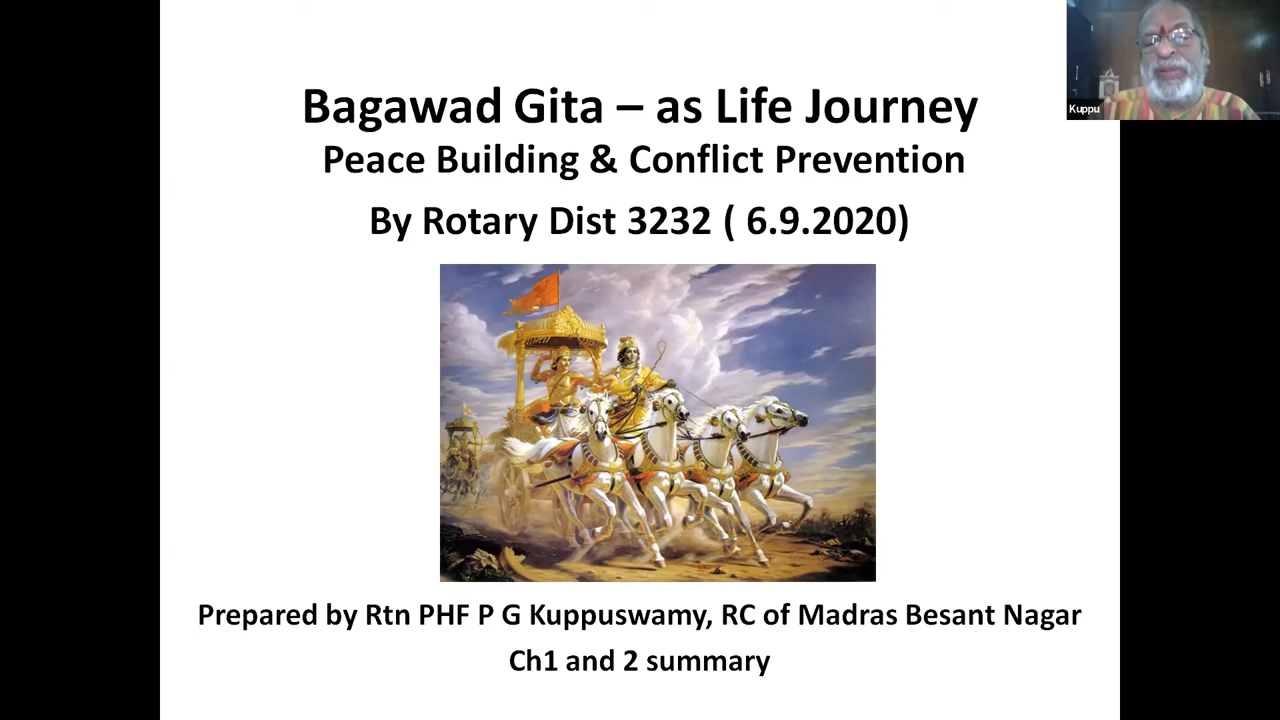 Bagawad Gita – as Life Journey
Peace Building & Conflict Prevention
By Rotary Dist 3232 ( 6.9.2020)
Kuppu
Prepared by Rtn PHF P G Kuppuswamy, RC of Madras Besant Nagar
Ch1 and 2 summary